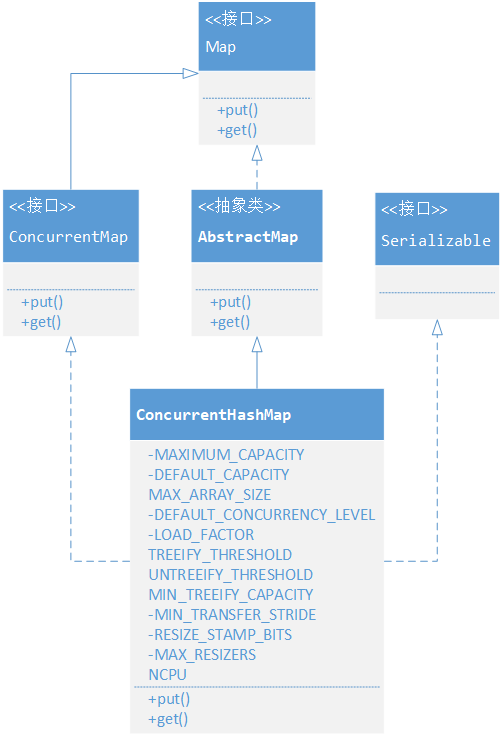 <<接口>>
Map
+put()
+get()
<<接口>>
ConcurrentMap
+put()
+get()
<<抽象类>>
AbstractMap
+put()
+get()
<<接口>>
Serializable
ConcurrentHashMap
-MAXIMUM_CAPACITY
-DEFAULT_CAPACITY
MAX_ARRAY_SIZE
-DEFAULT_CONCURRENCY_LEVEL
-LOAD_FACTOR
TREEIFY_THRESHOLD
UNTREEIFY_THRESHOLD
MIN_TREEIFY_CAPACITY
-MIN_TRANSFER_STRIDE
-RESIZE_STAMP_BITS
-MAX_RESIZERS
NCPU
+put()
+get()